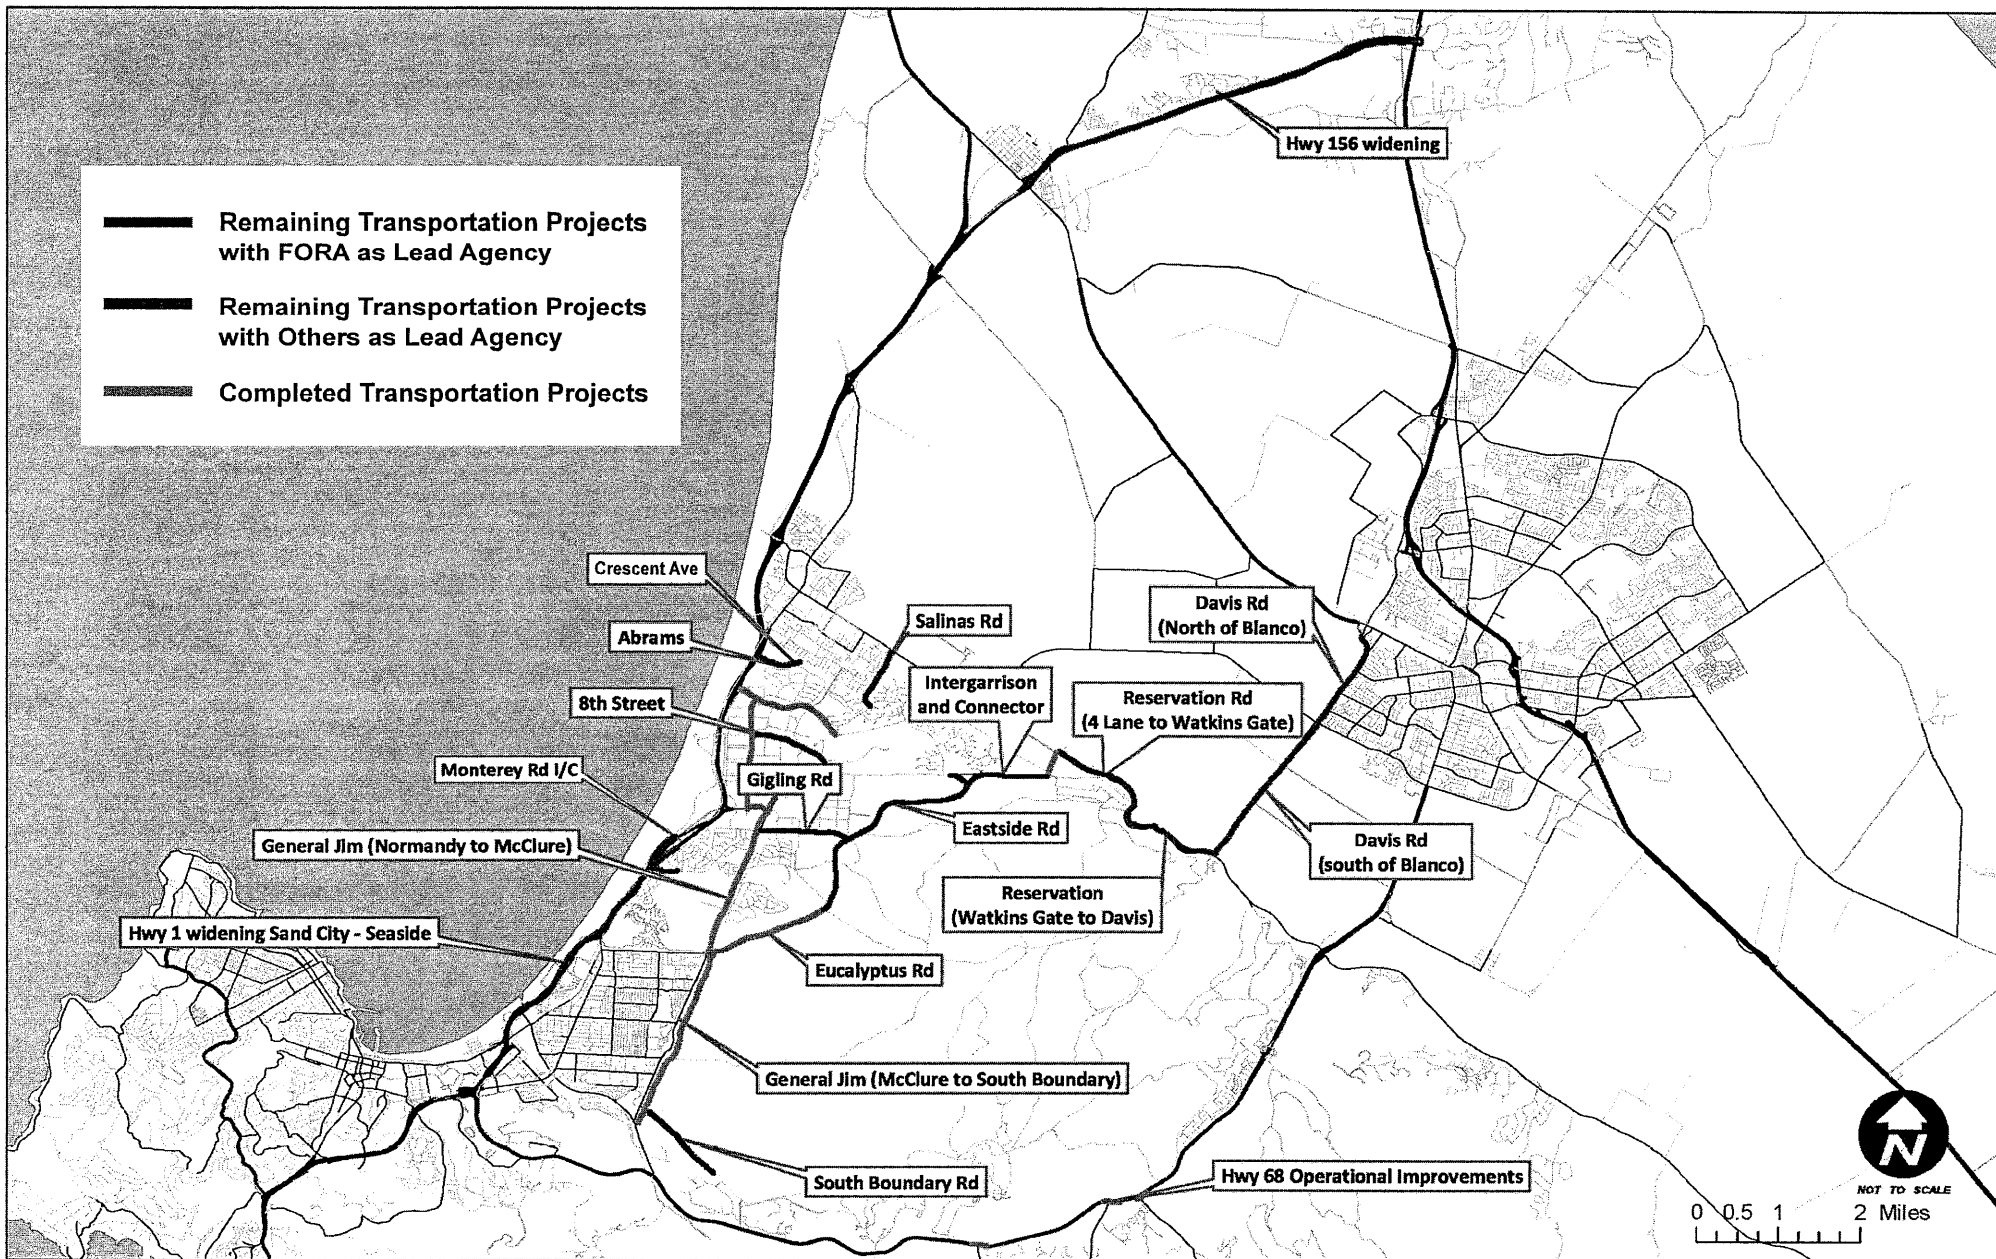 Hwy 156 widening
Remaining Transportation Projects
with FORA as Lead Agency
Remaining Transportation Projects
with Others as Lead Agency
Completed Transportation Projects
Crescent Ave
Abrams
Salinas Rd
Davis Rd
(North of Blanco)
8th Street
Intergarrison
and Connector
Reservation Rd
(4 Lane to Watkins Gate)
Monterey Rd I/C
Gigling Rd
General Jim (Normandy to McClure)
Eastside Rd
Davis Rd
(south of Blanco)
Reservation
(Watkins Gate to Davis)
Hwy 1 widening Sand City - Seaside
Eucalyptus Rd
General Jim (McClure to South Boundary)
South Boundary Rd
Hwy 68 Operational Improvements
N
NOT TO SCALE
0 0.5 1 2 Miles